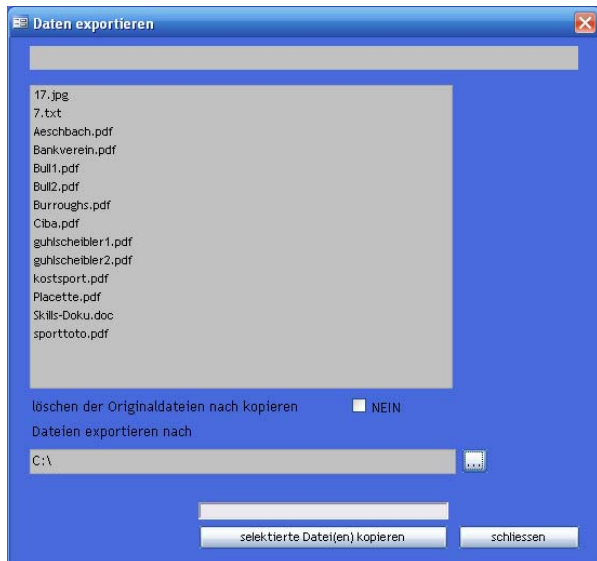 Daten exportieren
17.jpg
7.txt
Aeschbach.pdf
Bankverein.pdf
Bull1.pdf
Bull2.pdf
Burroughs.pdf
Ciba.pdf
guhlscheibler1.pdf
guhlscheibler2.pdf
kostsport.pdf
Placette.pdf
Skills-Doku.doc
sporttoto.pdf
löschen der Originaldateien nach kopieren NEIN
Dateien exportieren nach
C:\
...
selektierte Datei(en) kopieren schliessen